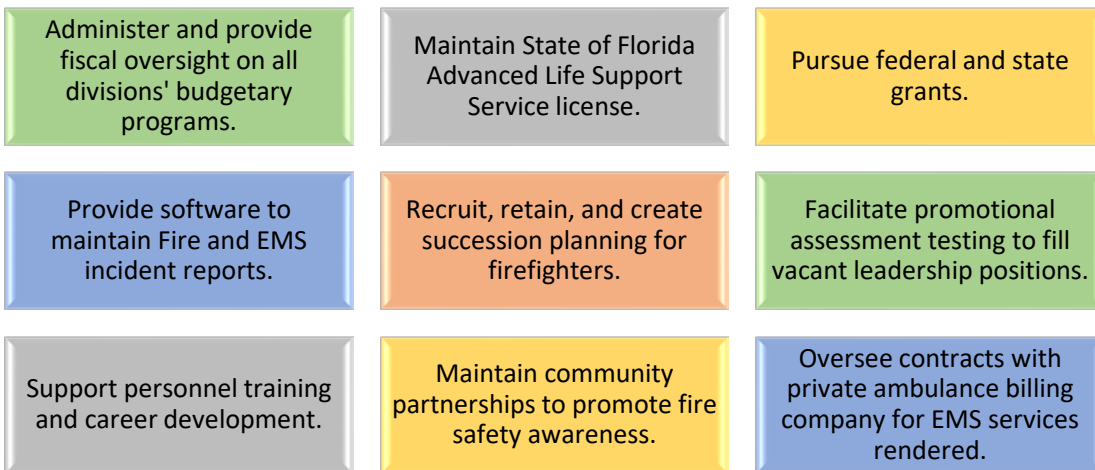 Administer and provide
fiscal oversight on all
divisions' budgetary
programs.
Maintain State of Florida
Advanced Life Support
Service license.
Pursue federal and state
grants.
Provide software to
maintain Fire and EMS
incident reports.
Recruit, retain, and create
succession planning for
firefighters.
Facilitate promotional
assessment testing to fill
vacant leadership positions.
Support personnel training
and career development.
Maintain community
partnerships to promote fire
safety awareness.
Oversee contracts with
private ambulance billing
company for EMS services
rendered.